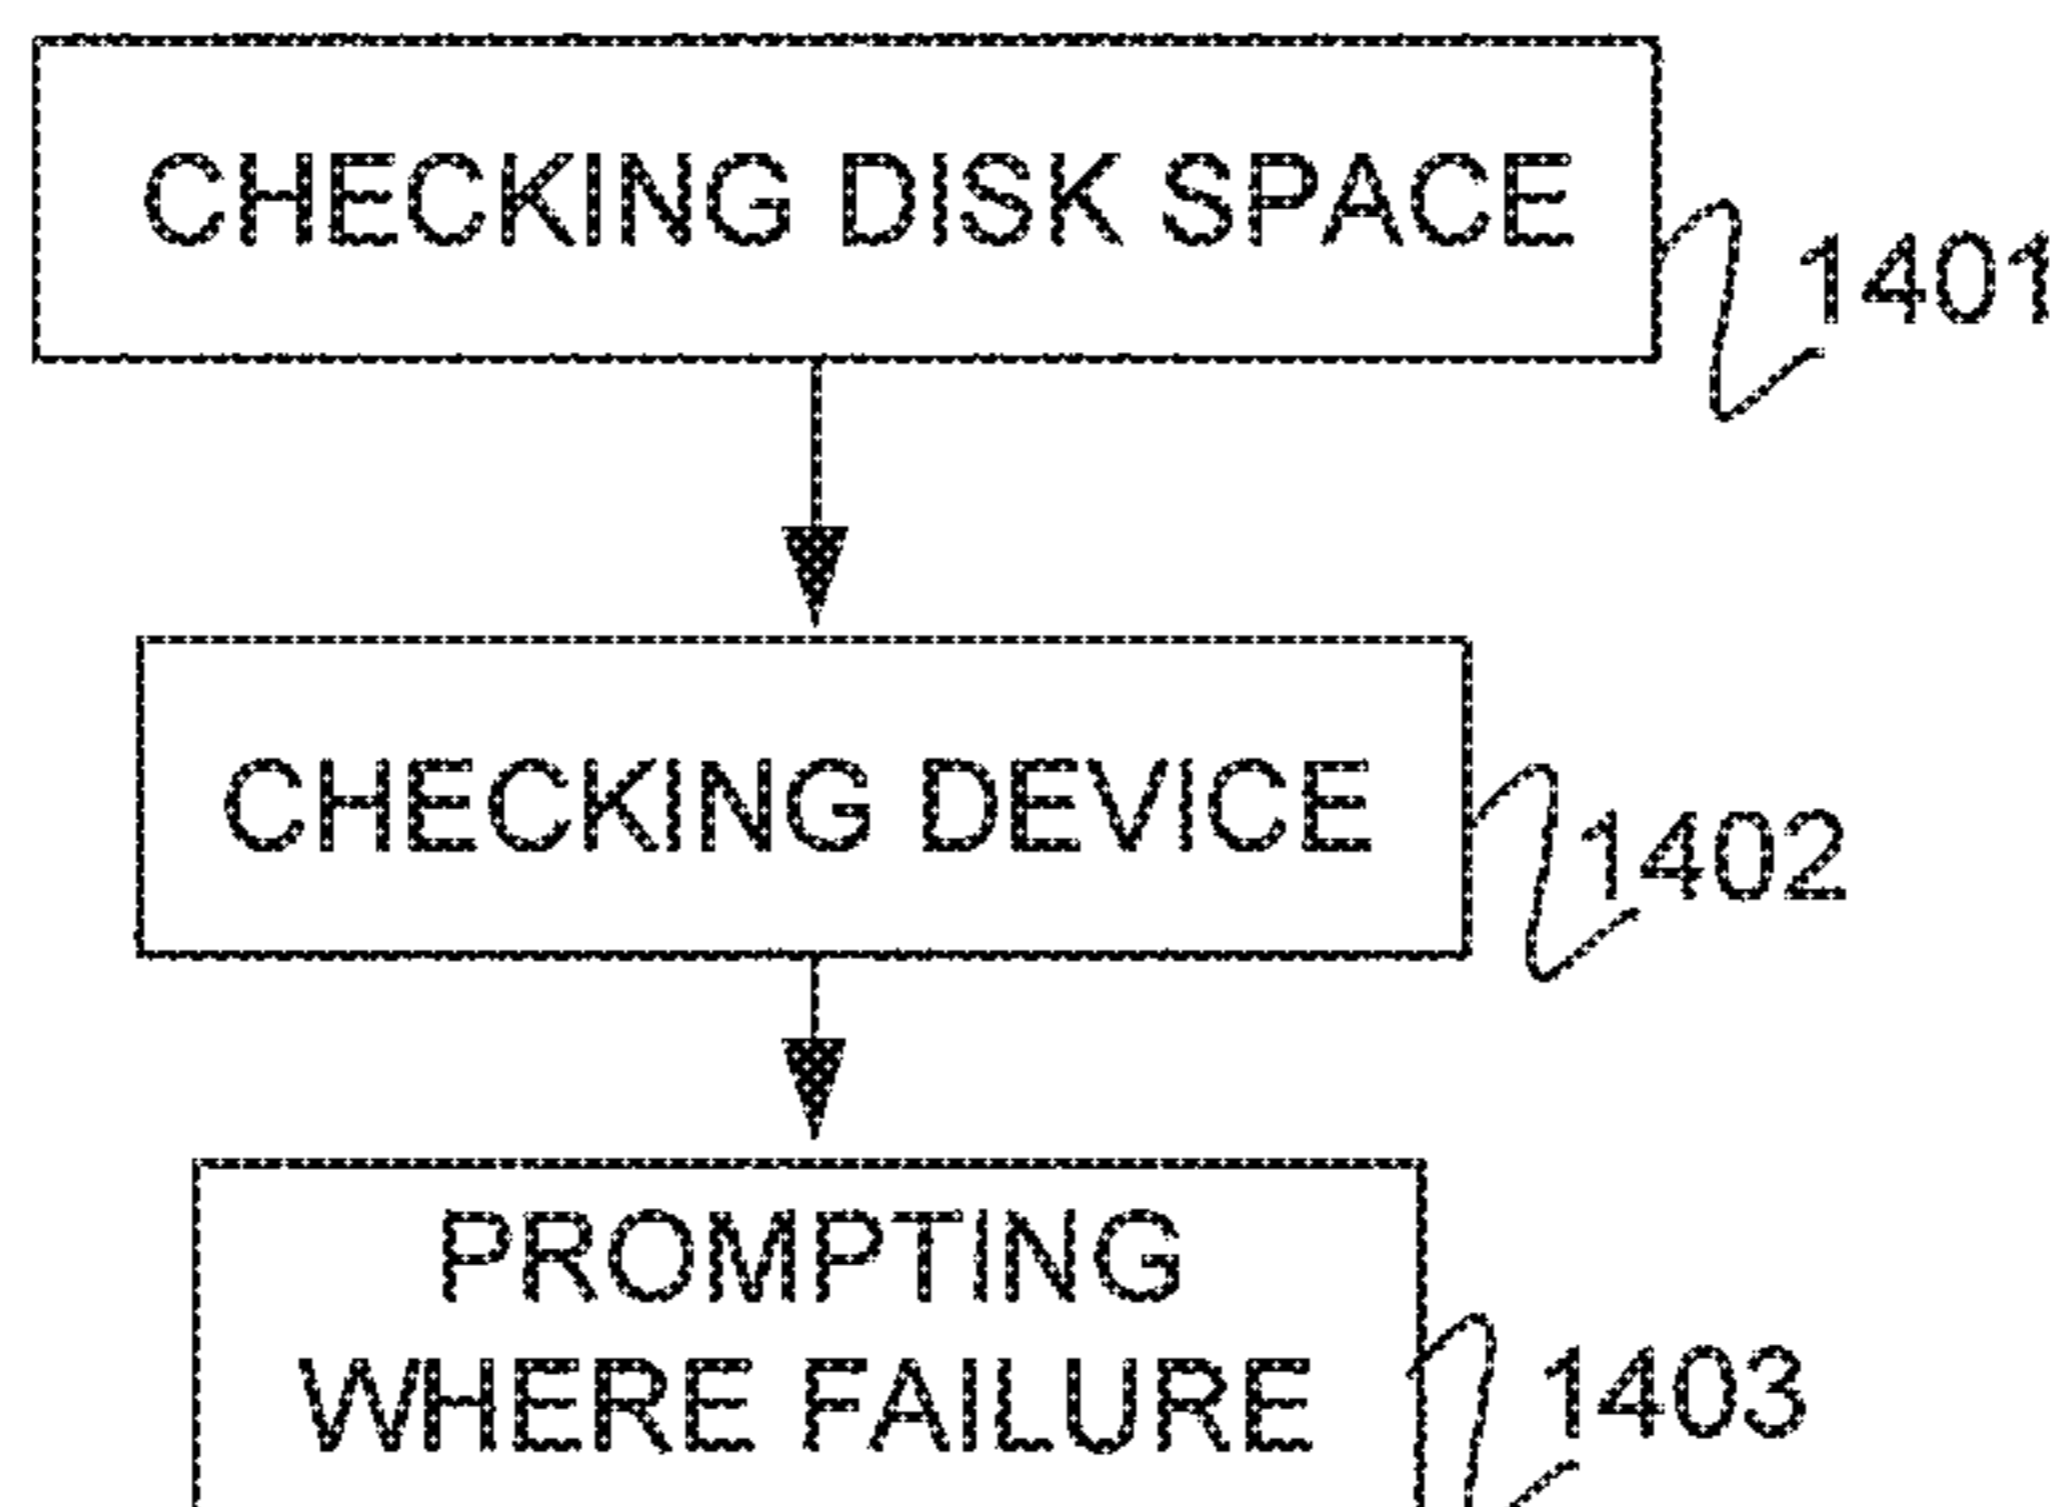 CHECKING DISK SPACE
1401
CHECKING DEVICE
1402
PROMPTING
WHERE FAILURE
1403